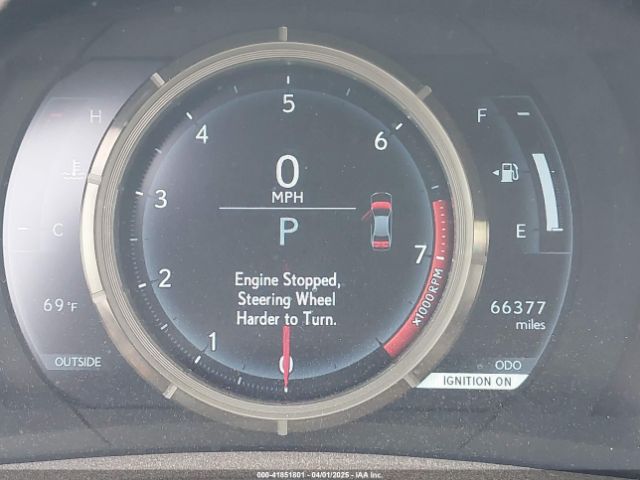 H
C
69°F
OUTSIDE
0
1
2
3
4
5
6
7
x1000RPM
0
MPH
P
Engine Stopped,
Steering Wheel
Harder to Turn.
F
E
66377
miles
ODO
IGNITION ON
000-41851801 - 04/01/2025 - IAA Inc.